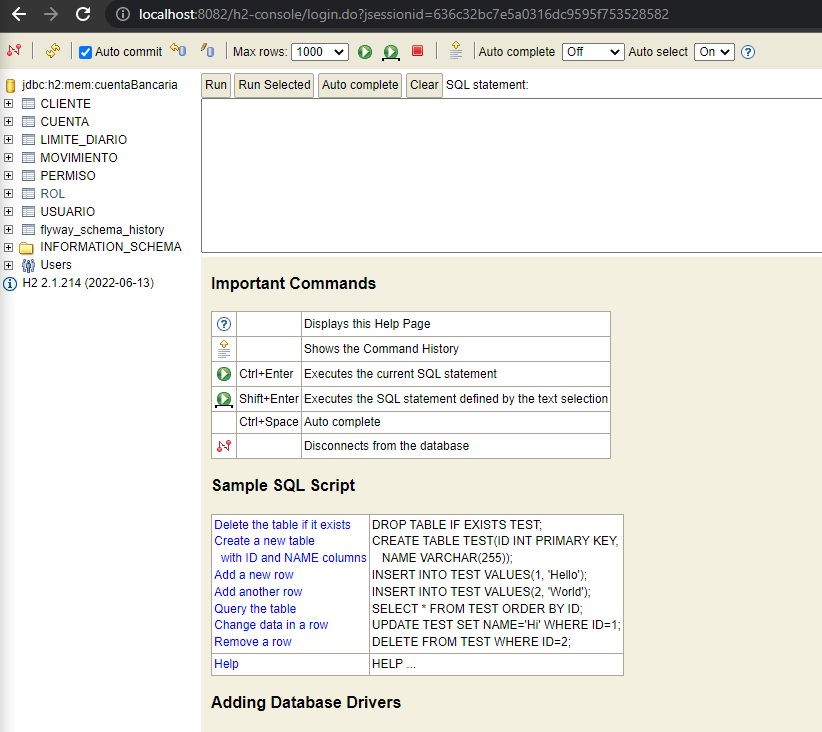 localhost:8082/h2-console/login.do?jsessionid=636c32bc7e5a0316dc9595f753528582
Auto commit Max rows: 1000 Auto complete Off Auto select On
jdbc:h2:mem:cuentaBancaria
CLIENTE
CUENTA
LIMITE_DIARIO
MOVIMIENTO
PERMISO
ROL
USUARIO
flyway_schema_history
INFORMATION_SCHEMA
Users
H2 2.1.214 (2022-06-13)
Run Run Selected Auto complete Clear SQL statement:
Important Commands
Displays this Help Page
Shows the Command History
Ctrl+Enter Executes the current SQL statement
Shift+Enter Executes the SQL statement defined by the text selection
Ctrl+Space Auto complete
Disconnects from the database
Sample SQL Script
Delete the table if it exists DROP TABLE IF EXISTS TEST;
Create a new table CREATE TABLE TEST(ID INT PRIMARY KEY,
with ID and NAME columns NAME VARCHAR(255));
Add a new row INSERT INTO TEST VALUES(1, 'Hello');
Add another row INSERT INTO TEST VALUES(2, 'World');
Query the table SELECT * FROM TEST ORDER BY ID;
Change data in a row UPDATE TEST SET NAME='Hi' WHERE ID=1;
Remove a row DELETE FROM TEST WHERE ID=2;
Help HELP ...
Adding Database Drivers